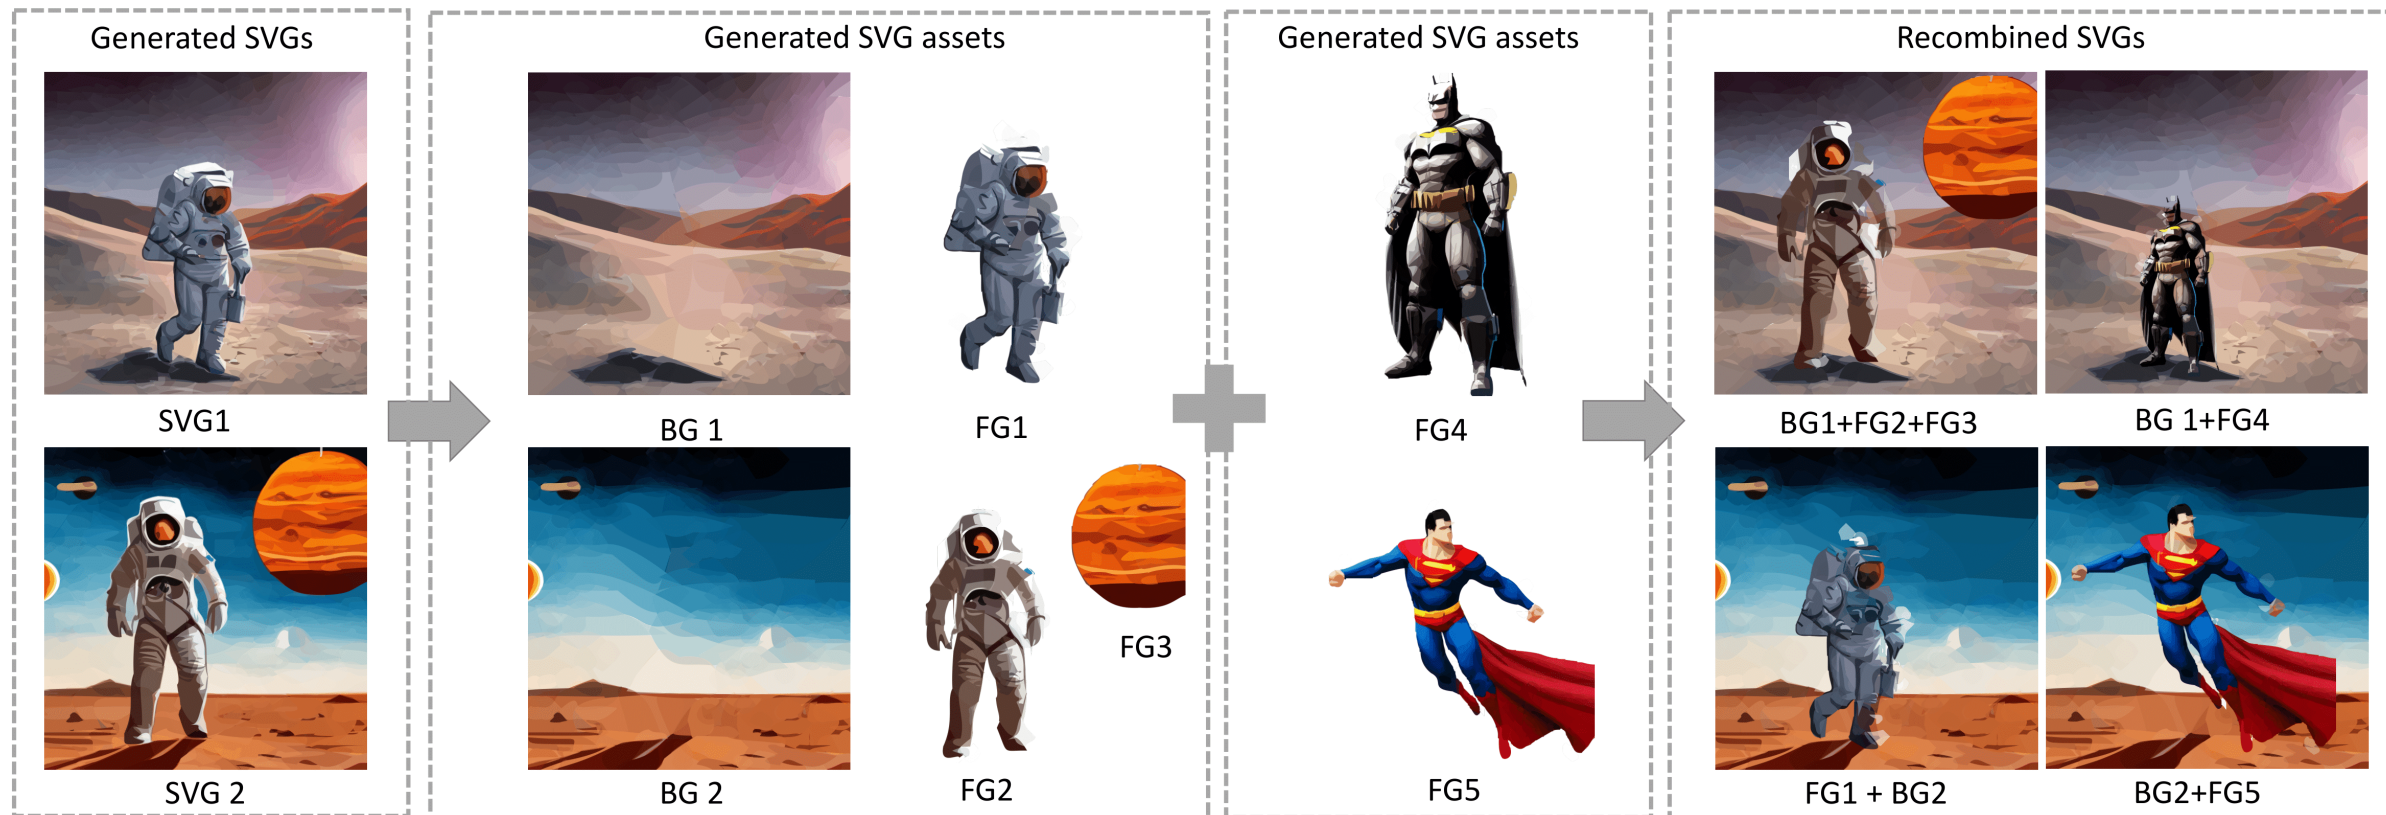 Generated SVGs
Generated SVG assets
Generated SVG assets
Recombined SVGs
SVG1
BG 1
FG1
FG4
BG1+FG2+FG3
BG 1+FG4
FG3
SVG 2
BG 2
FG2
FG5
FG1 + BG2
BG2+FG5